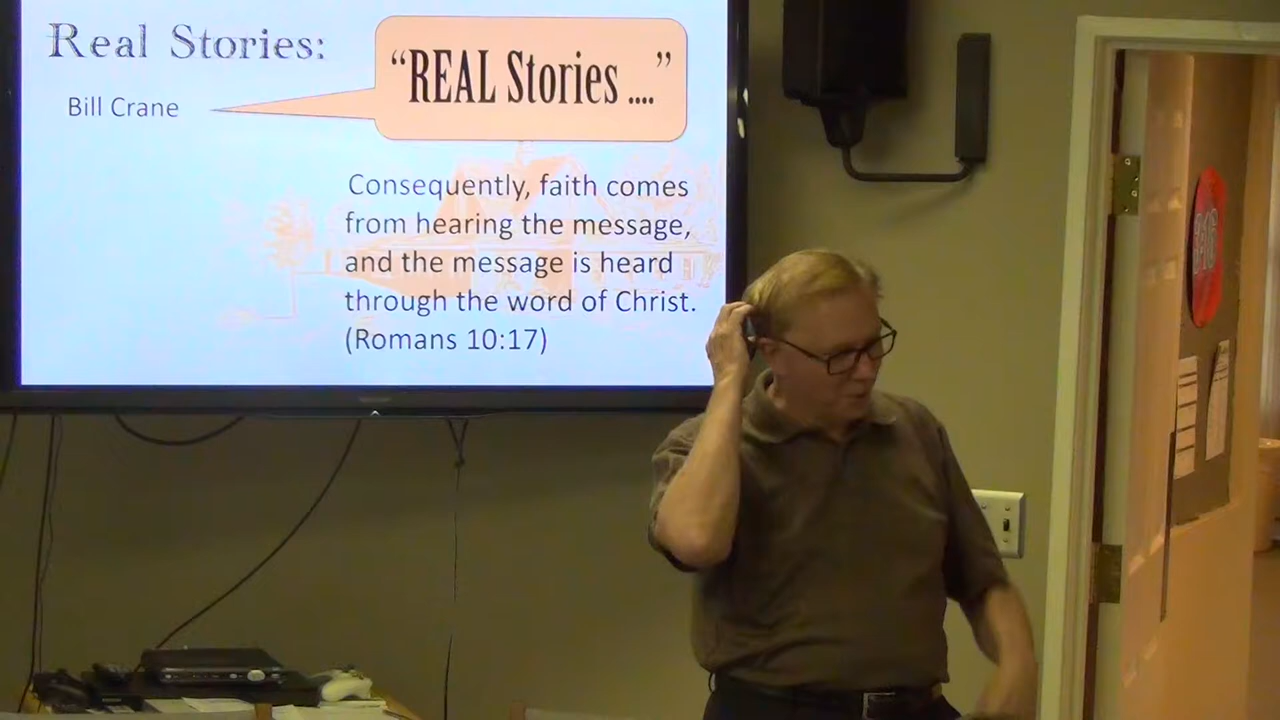 Real Stories:
"REAL Stories ...."
Bill Crane
Consequently, faith comes
from hearing the message,
and the message is heard
through the word of Christ.
(Romans 10:17)